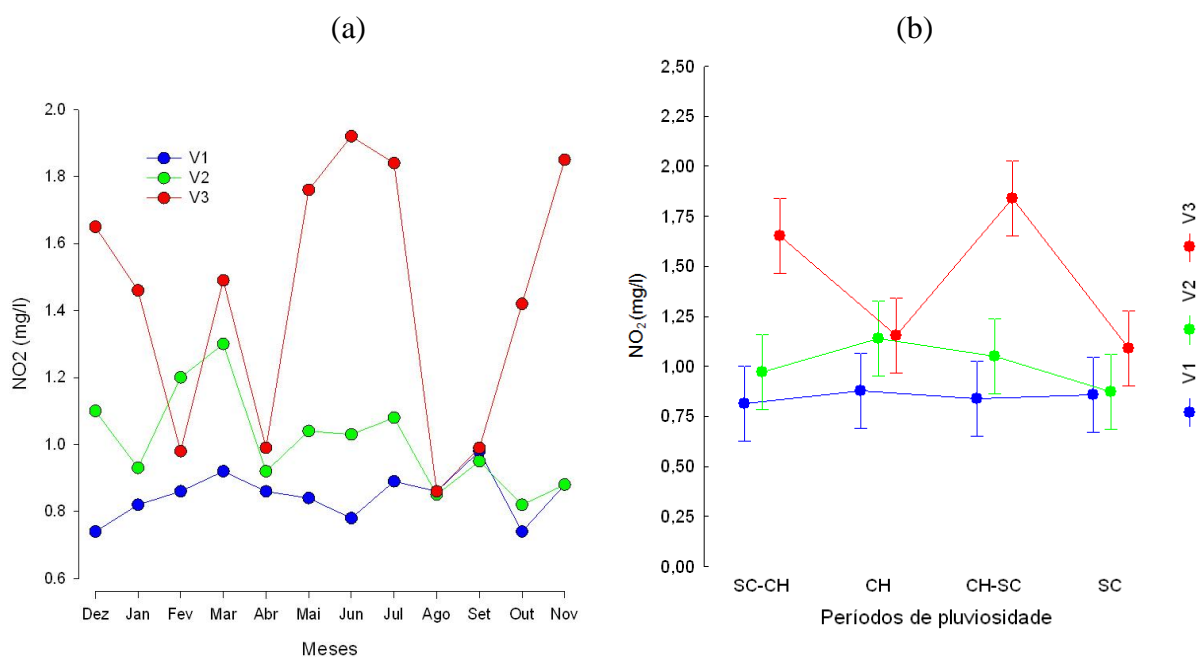 (a)
(b)
NO2 (mg/l)
2.0
1.8
1.6
1.4
1.2
1.0
0.8
0.6
V1
V2
V3
Dez Jan Fev Mar Abr Mai Jun Jul Ago Set Out Nov
Meses
NO₂ (mg/l)
2,50
2,25
2,00
1,75
1,50
1,25
1,00
0,75
0,50
0,25
0,00
SC-CH CH CH-SC SC
Períodos de pluviosidade
V3
V2
V1